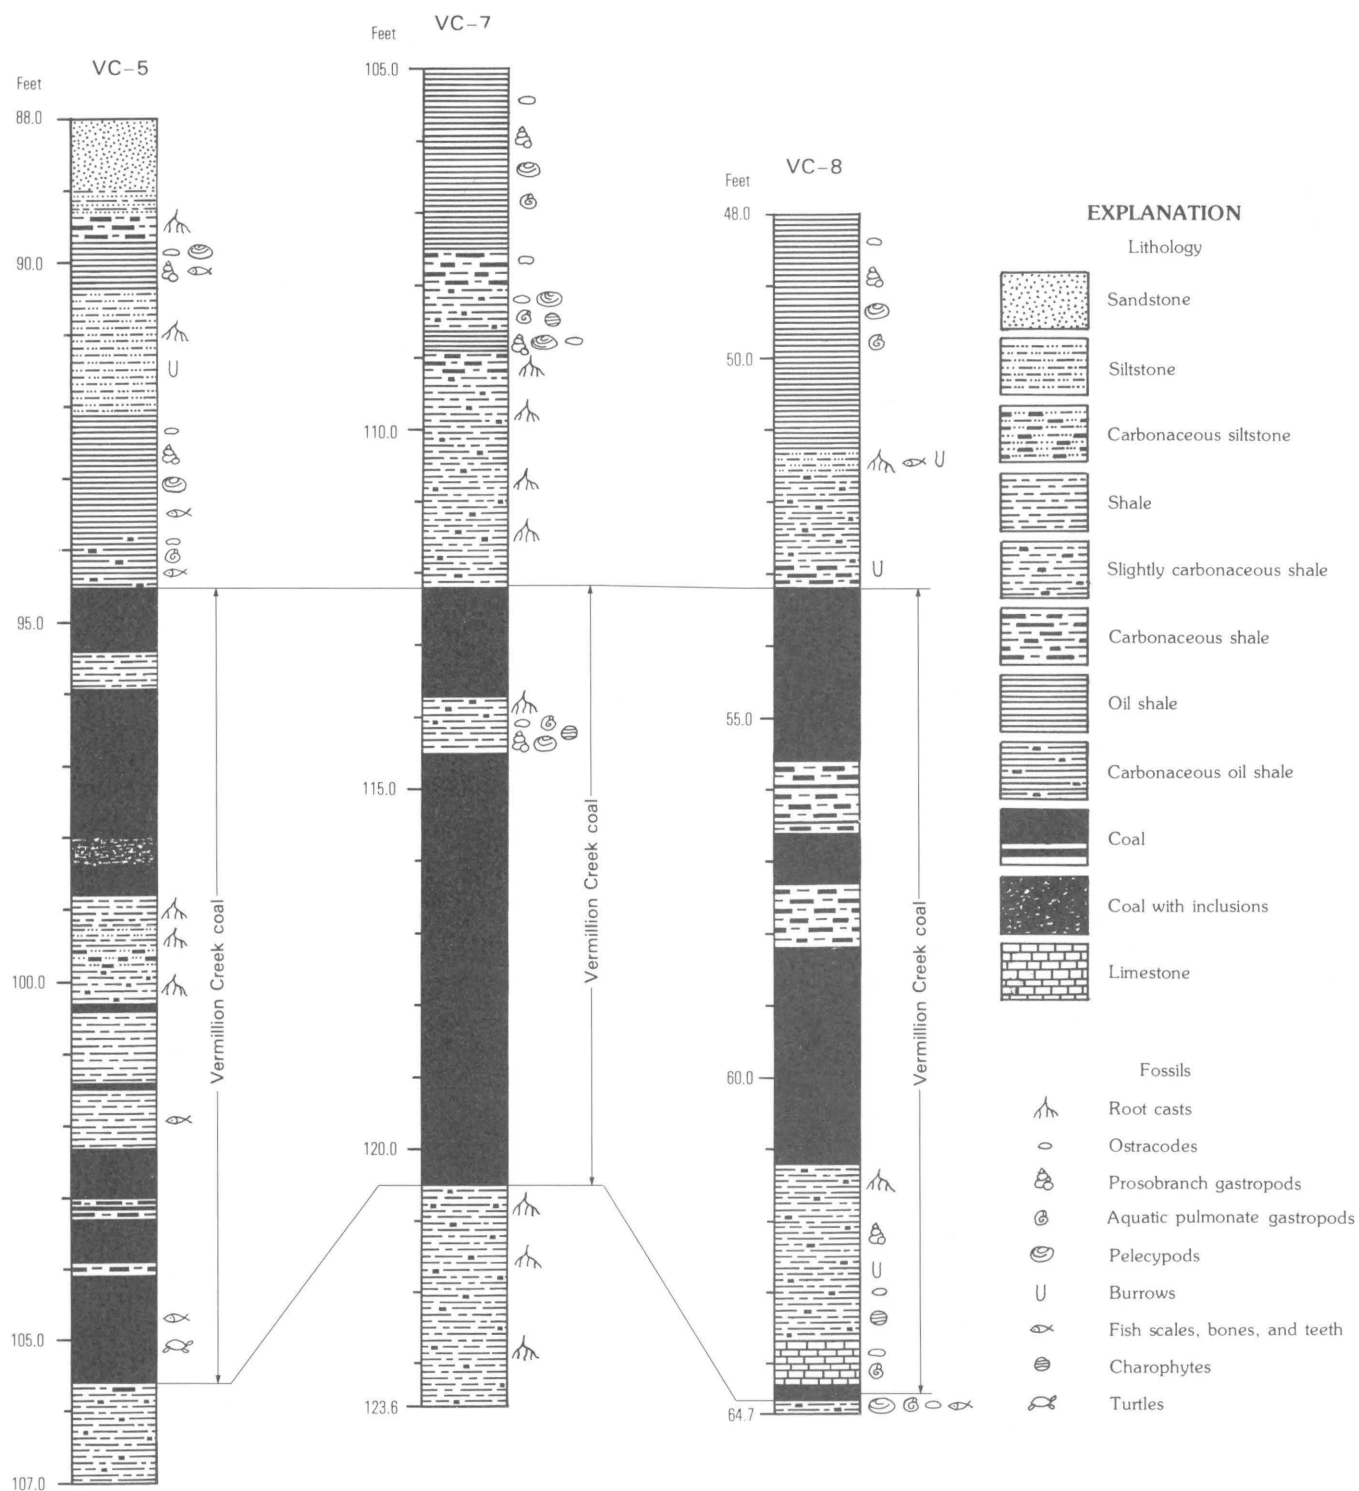 VC-5
Feet
88.0
90.0
95.0
100.0
105.0
107.0
Vermillion Creek coal
VC-7
Feet
105.0
110.0
115.0
120.0
123.6
Vermillion Creek coal
VC-8
Feet
48.0
50.0
55.0
60.0
64.7
Vermillion Creek coal
EXPLANATION
Lithology
Sandstone
Siltstone
Carbonaceous siltstone
Shale
Slightly carbonaceous shale
Carbonaceous shale
Oil shale
Carbonaceous oil shale
Coal
Coal with inclusions
Limestone
Fossils
Root casts
Ostracodes
Prosobranch gastropods
Aquatic pulmonate gastropods
Pelecypods
Burrows
Fish scales, bones, and teeth
Charophytes
Turtles